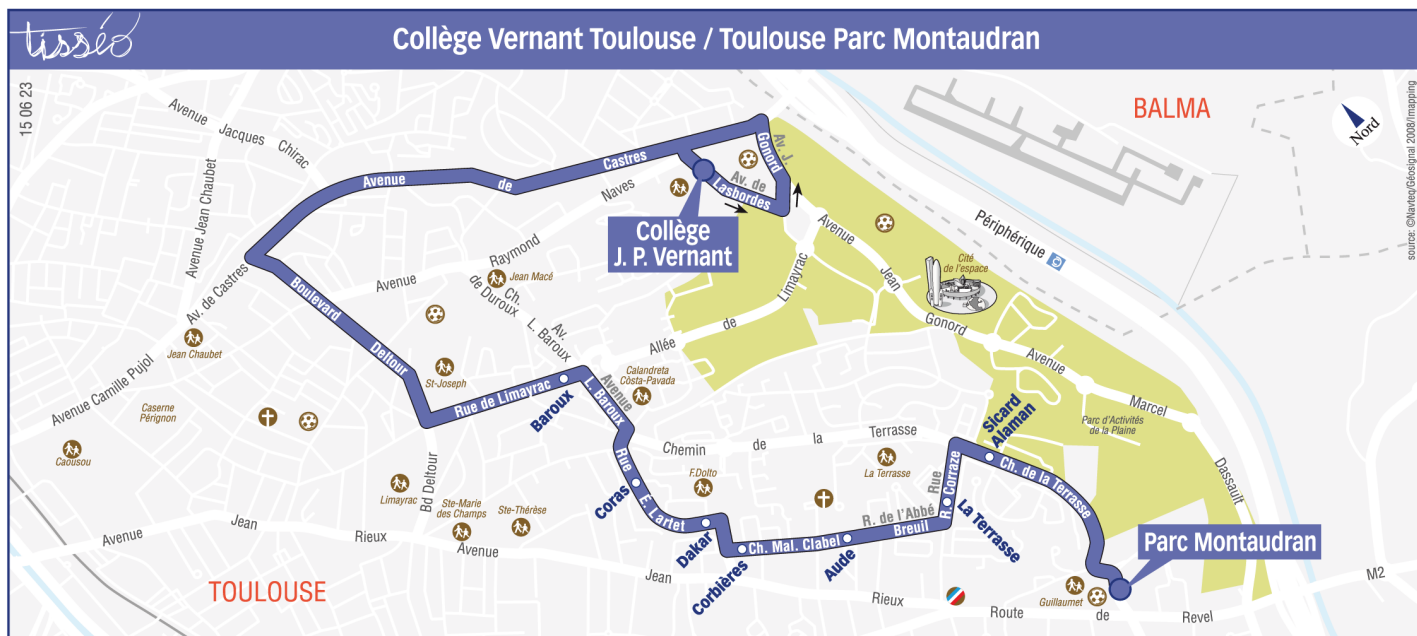 tisséo
Collège Vernant Toulouse / Toulouse Parc Montaudran
15 06 23
BALMA
Nord
source: ©Navteq/Géosignal 2008/Imapping
Avenue
Jacques
Chirac
Avenue Jean Chaubet
Avenue
de
Castres
Gonord
Av. J.
Av. de
Lasbordes
Naves
Raymond
Avenue
Collège
J. P. Vernant
Périphérique
Cité
de l'espace
Avenue
Jean
Gonord
Avenue
Marcel
Dassault
Limayrac
de
Allée
Av. de Castres
Boulevard
Deltour
Jean Macé
Ch.
de Duroux
Av.
L. Baroux
Jean Chaubet
Avenue Camille Pujol
Caserne
Pérignon
Caousou
St-Joseph
Rue de Limayrac
Baroux
Avenue
L. Baroux
Calandreta
Còsta-Pavada
Sicard
Alaman
Parc d'Activités
de la Plaine
Chemin
de
la
Terrasse
La Terrasse
Rue
R. Corraze
Ch. de la Terrasse
Limayrac
Bd Deltour
Ste-Marie
des Champs
Ste-Thérèse
Rue
Coras
E. Lartet
F.Dolto
Dakar
Corbières
Ch. Mal. Clabel
Aude
R. de l'Abbé
Breuil
La Terrasse
Parc Montaudran
Avenue
Jean
Rieux
Avenue
Jean
Rieux
Route
de
Revel
M2
Guillaumet
TOULOUSE